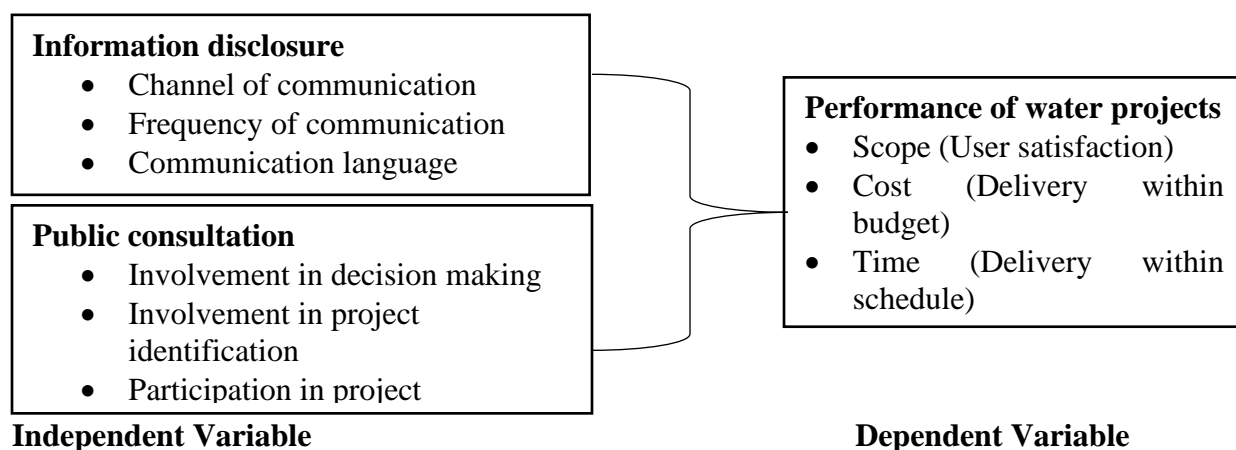 Information disclosure
• Channel of communication
• Frequency of communication
• Communication language
Public consultation
• Involvement in decision making
• Involvement in project
identification
• Participation in project
Performance of water projects
• Scope (User satisfaction)
• Cost (Delivery within
budget)
• Time (Delivery within
schedule)
Independent Variable
Dependent Variable